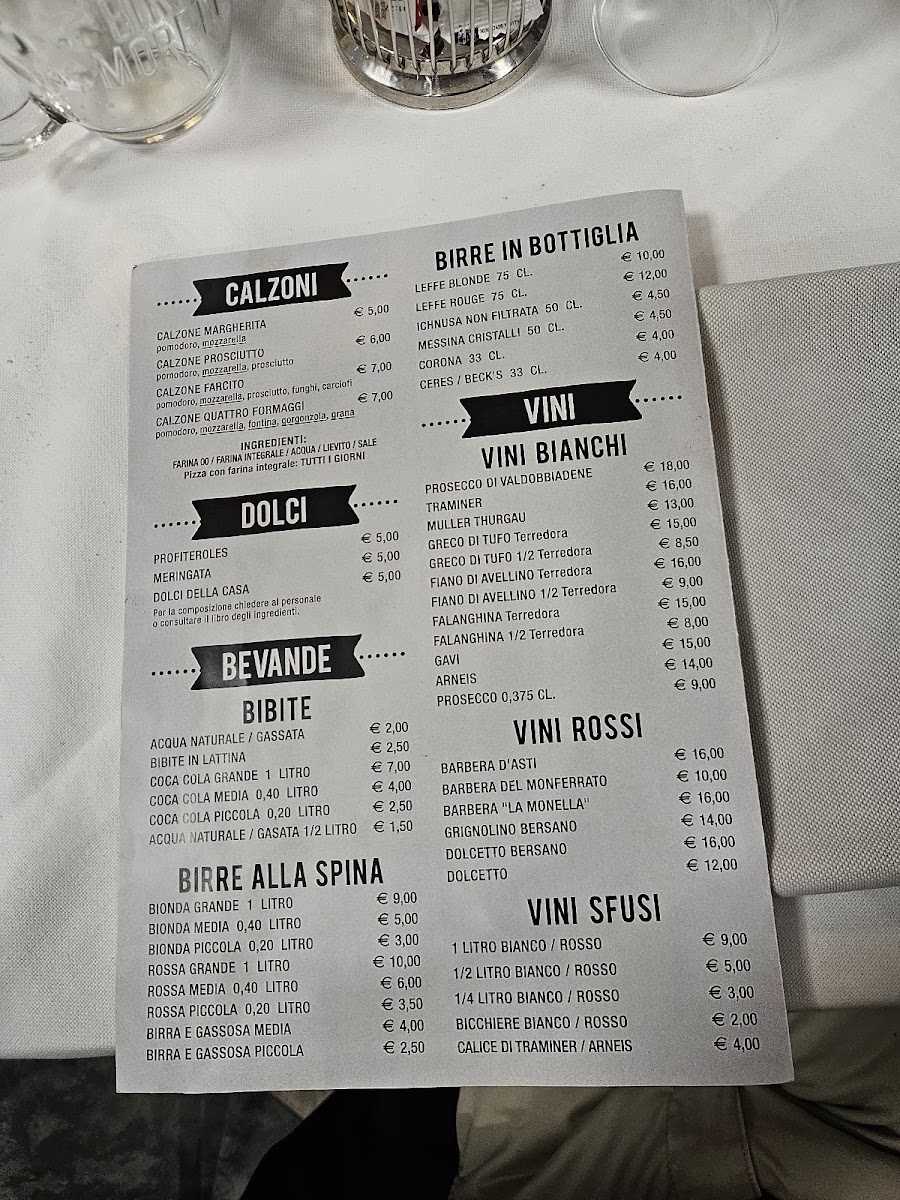 MORE
CALZONI
CALZONE MARGHERITA € 5,00
pomodoro, mozzarella
CALZONE PROSCIUTTO € 6,00
pomodoro, mozzarella, prosciutto
CALZONE FARCITO € 7,00
pomodoro, mozzarella, prosciutto, funghi, carciofi
CALZONE QUATTRO FORMAGGI € 7,00
pomodoro, mozzarella, fontina, gorgonzola, grana
INGREDIENTI:
FARINA 00 / FARINA INTEGRALE / ACQUA / LIEVITO / SALE
Pizza con farina integrale: TUTTI I GIORNI
DOLCI
PROFITEROLES € 5,00
MERINGATA € 5,00
DOLCI DELLA CASA € 5,00
Per la composizione chiedere al personale
o consultare il libro degli ingredienti.
BEVANDE
BIBITE
ACQUA NATURALE / GASSATA € 2,00
BIBITE IN LATTINA € 2,50
COCA COLA GRANDE 1 LITRO € 7,00
COCA COLA MEDIA 0,40 LITRO € 4,00
COCA COLA PICCOLA 0,20 LITRO € 2,50
ACQUA NATURALE / GASATA 1/2 LITRO € 1,50
BIRRE ALLA SPINA
BIONDA GRANDE 1 LITRO € 9,00
BIONDA MEDIA 0,40 LITRO € 5,00
BIONDA PICCOLA 0,20 LITRO € 3,00
ROSSA GRANDE 1 LITRO € 10,00
ROSSA MEDIA 0,40 LITRO € 6,00
ROSSA PICCOLA 0,20 LITRO € 3,50
BIRRA E GASSOSA MEDIA € 4,00
BIRRA E GASSOSA PICCOLA € 2,50
BIRRE IN BOTTIGLIA
LEFFE BLONDE 75 CL. € 10,00
LEFFE ROUGE 75 CL. € 12,00
ICHNUSA NON FILTRATA 50 CL. € 4,50
MESSINA CRISTALLI 50 CL. € 4,50
CORONA 33 CL. € 4,00
CERES / BECK'S 33 CL. € 4,00
VINI
VINI BIANCHI
PROSECCO DI VALDOBBIADENE € 18,00
TRAMINER € 16,00
MULLER THURGAU € 13,00
GRECO DI TUFO Terredora € 15,00
GRECO DI TUFO 1/2 Terredora € 8,50
FIANO DI AVELLINO Terredora € 16,00
FIANO DI AVELLINO 1/2 Terredora € 9,00
FALANGHINA Terredora € 15,00
FALANGHINA 1/2 Terredora € 8,00
GAVI € 15,00
ARNEIS € 14,00
PROSECCO 0,375 CL. € 9,00
VINI ROSSI
BARBERA D'ASTI € 16,00
BARBERA DEL MONFERRATO € 10,00
BARBERA "LA MONELLA" € 16,00
GRIGNOLINO BERSANO € 14,00
DOLCETTO BERSANO € 16,00
DOLCETTO € 12,00
VINI SFUSI
1 LITRO BIANCO / ROSSO € 9,00
1/2 LITRO BIANCO / ROSSO € 5,00
1/4 LITRO BIANCO / ROSSO € 3,00
BICCHIERE BIANCO / ROSSO € 2,00
CALICE DI TRAMINER / ARNEIS € 4,00